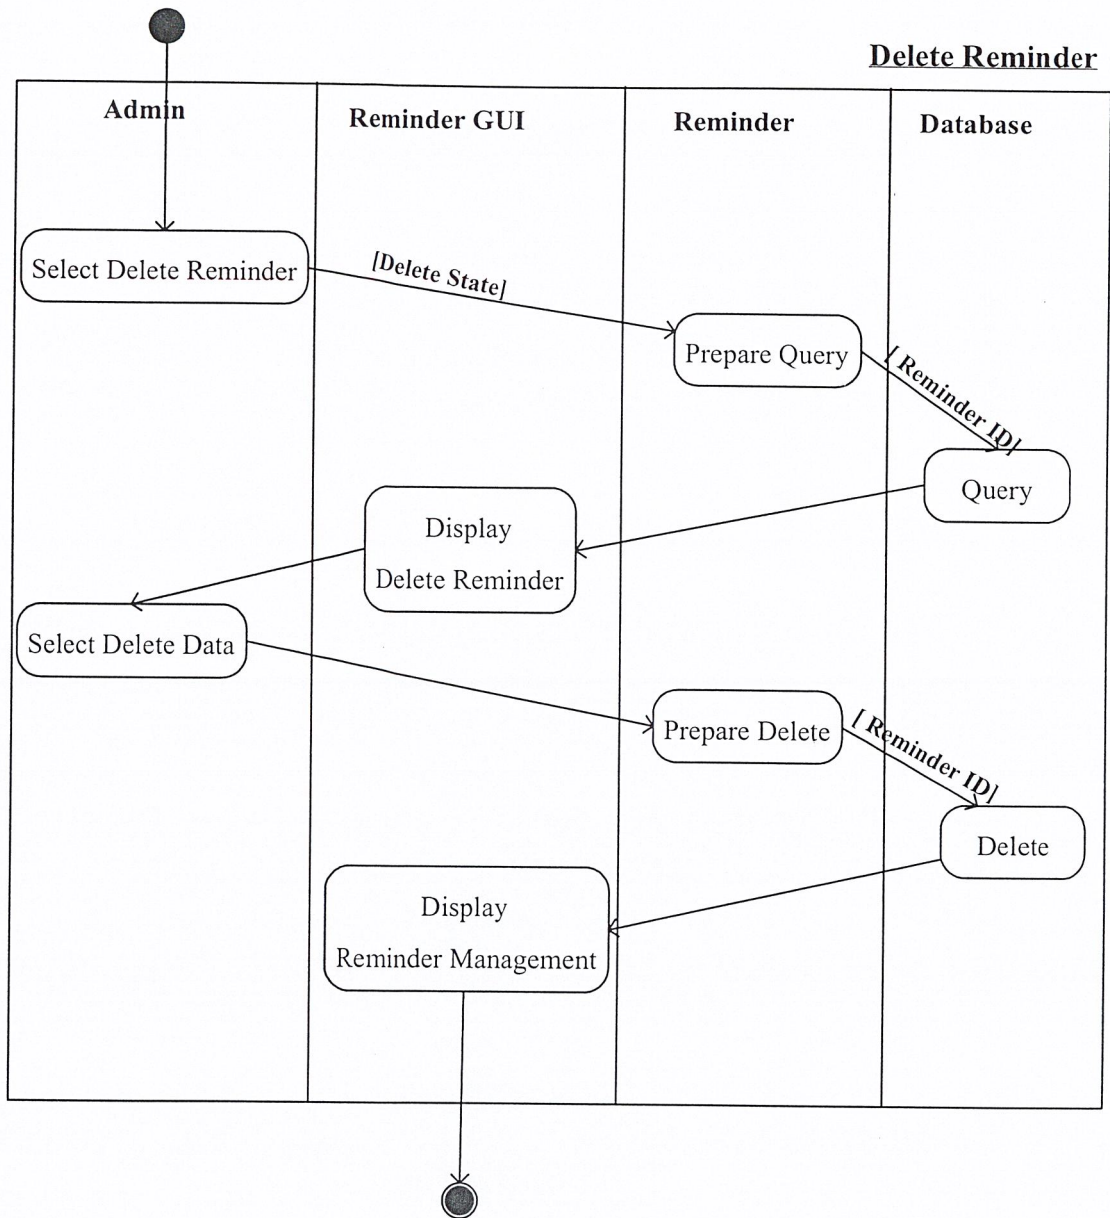 Delete Reminder
Admin
Reminder GUI
Reminder
Database
Select Delete Reminder
[Delete State]
Prepare Query
[ Reminder ID]
Query
Display
Delete Reminder
Select Delete Data
Prepare Delete
[ Reminder ID]
Delete
Display
Reminder Management